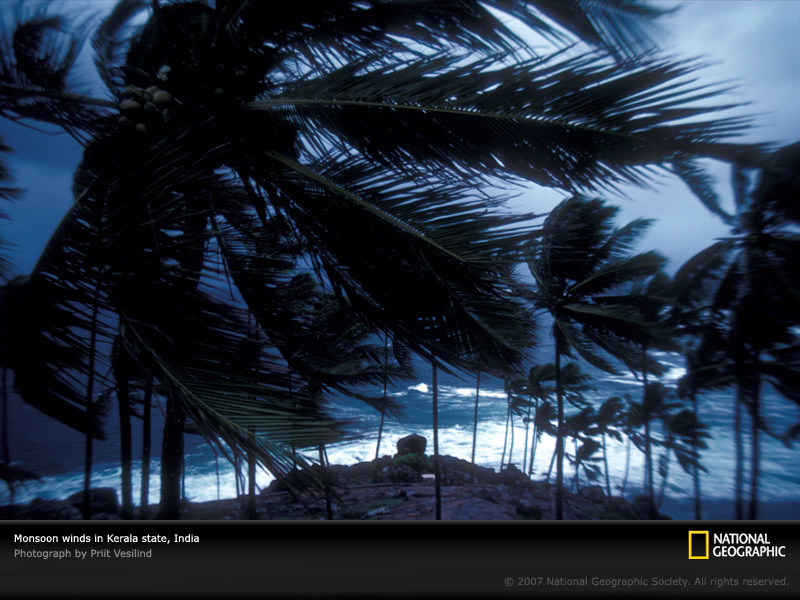 Monsoon winds in Kerala state, India
Photograph by Priit Vesilind
NATIONAL
GEOGRAPHIC
© 2007 National Geographic Society. All rights reserved.